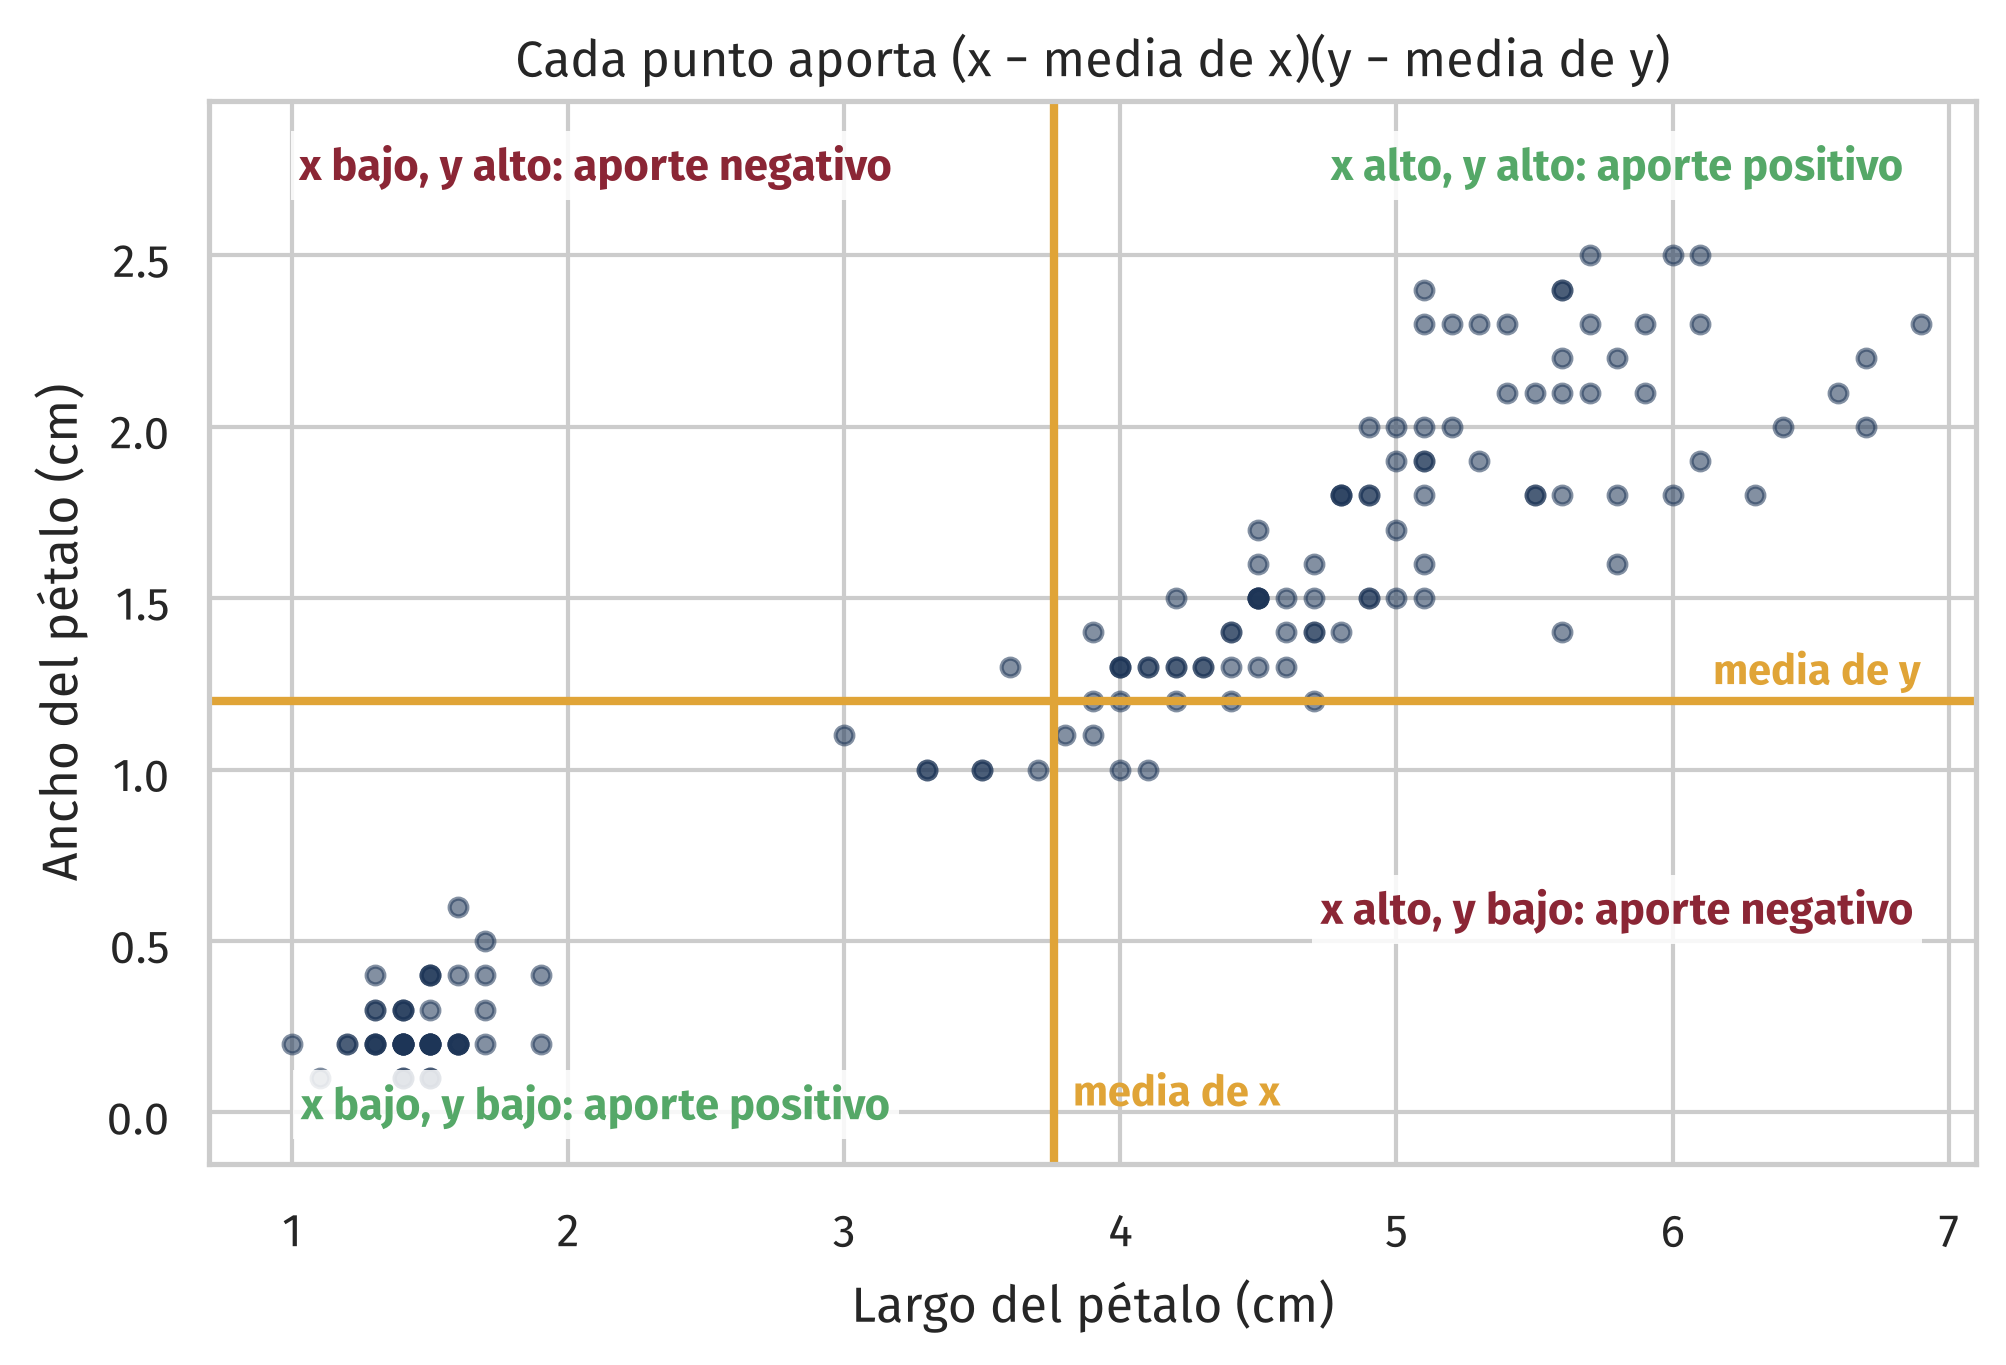 Cada punto aporta (x − media de x)(y − media de y)
x bajo, y alto: aporte negativo
x alto, y alto: aporte positivo
2.5
2.0
1.5
1.0
0.5
0.0
Ancho del pétalo (cm)
media de y
x alto, y bajo: aporte negativo
x bajo, y bajo: aporte positivo
media de x
1 2 3 4 5 6 7
Largo del pétalo (cm)